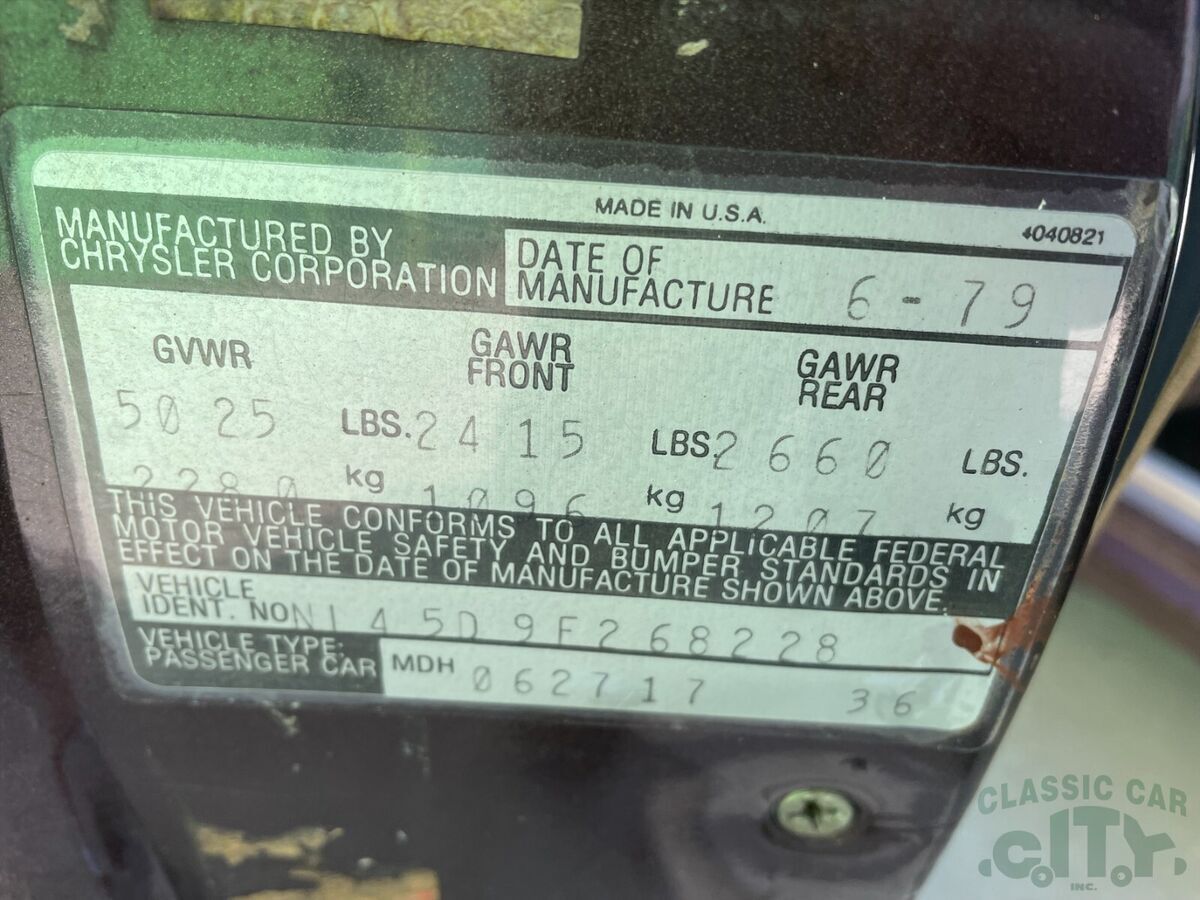 MADE IN U.S.A.
4040821
MANUFACTURED BY
CHRYSLER CORPORATION
DATE OF
MANUFACTURE
6 - 79
GVWR
GAWR
FRONT
GAWR
REAR
5025 LBS. 2415 LBS. 2660 LBS.
2280 kg 1096 kg 1207 kg
THIS VEHICLE CONFORMS TO ALL APPLICABLE FEDERAL
MOTOR VEHICLE SAFETY AND BUMPER STANDARDS IN
EFFECT ON THE DATE OF MANUFACTURE SHOWN ABOVE.
VEHICLE
IDENT. NO NL45D9F268228
VEHICLE TYPE:
PASSENGER CAR
MDH 062717 36
CLASSIC CAR
CITY
INC.